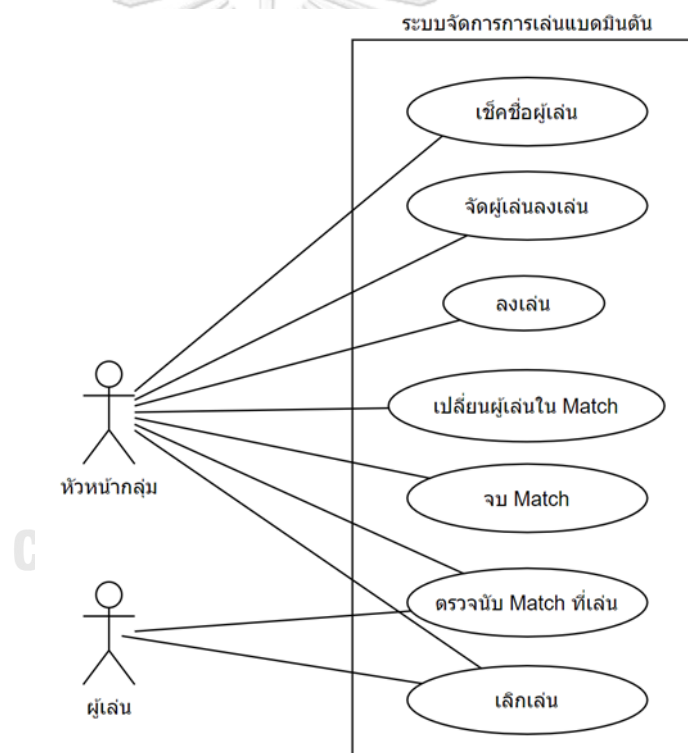 ระบบจัดการการเล่นแบดมินตัน
เช็คชื่อผู้เล่น
จัดผู้เล่นลงเล่น
ลงเล่น
เปลี่ยนผู้เล่นใน Match
หัวหน้ากลุ่ม
จบ Match
ตรวจนับ Match ที่เล่น
ผู้เล่น
เลิกเล่น